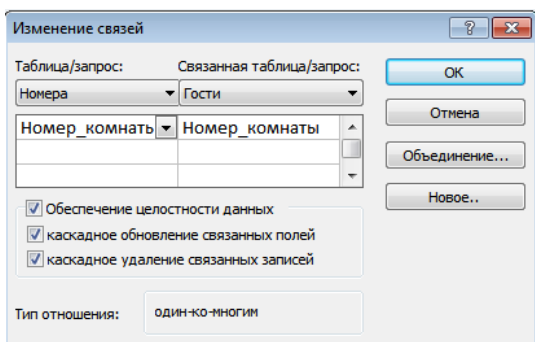 Изменение связей
Таблица/запрос: Связанная таблица/запрос:
Номера Гости
Номер_комнать Номер_комнаты
Обеспечение целостности данных
каскадное обновление связанных полей
каскадное удаление связанных записей
Тип отношения: один-ко-многим
ОК
Отмена
Объединение...
Новое..